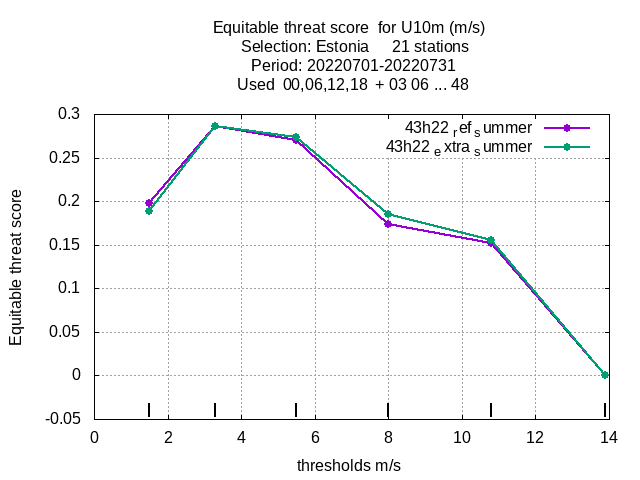 Equitable threat score  for U10m (m/s)
Selection: Estonia     21 stations
Period: 20220701-20220731
Used  00,06,12,18  + 03 06 ... 48
43h22 ref summer
43h22 extra summer
0.3
0.25
0.2
0.15
0.1
0.05
0
-0.05
Equitable threat score
0 2 4 6 8 10 12 14
thresholds m/s